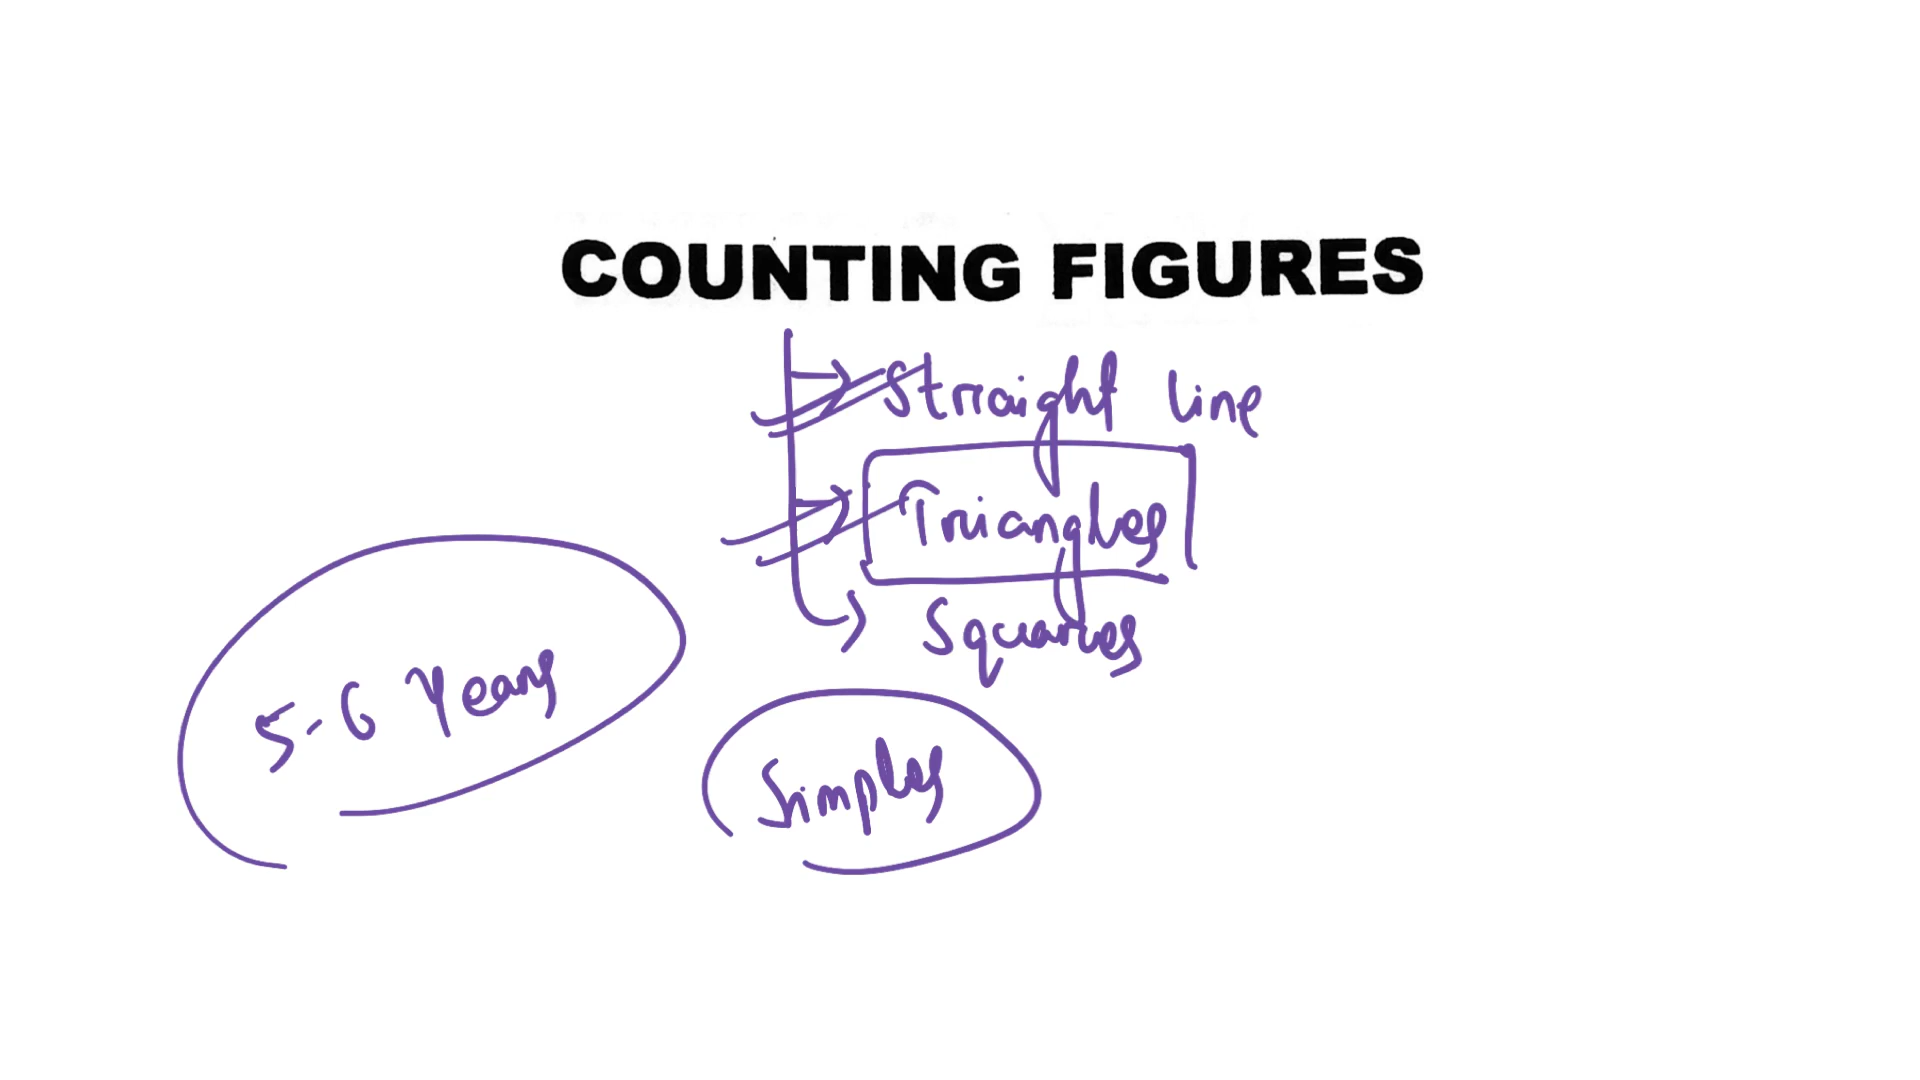 COUNTING FIGURES
Straight line
Triangles
Squares
5-6 Years
Simples